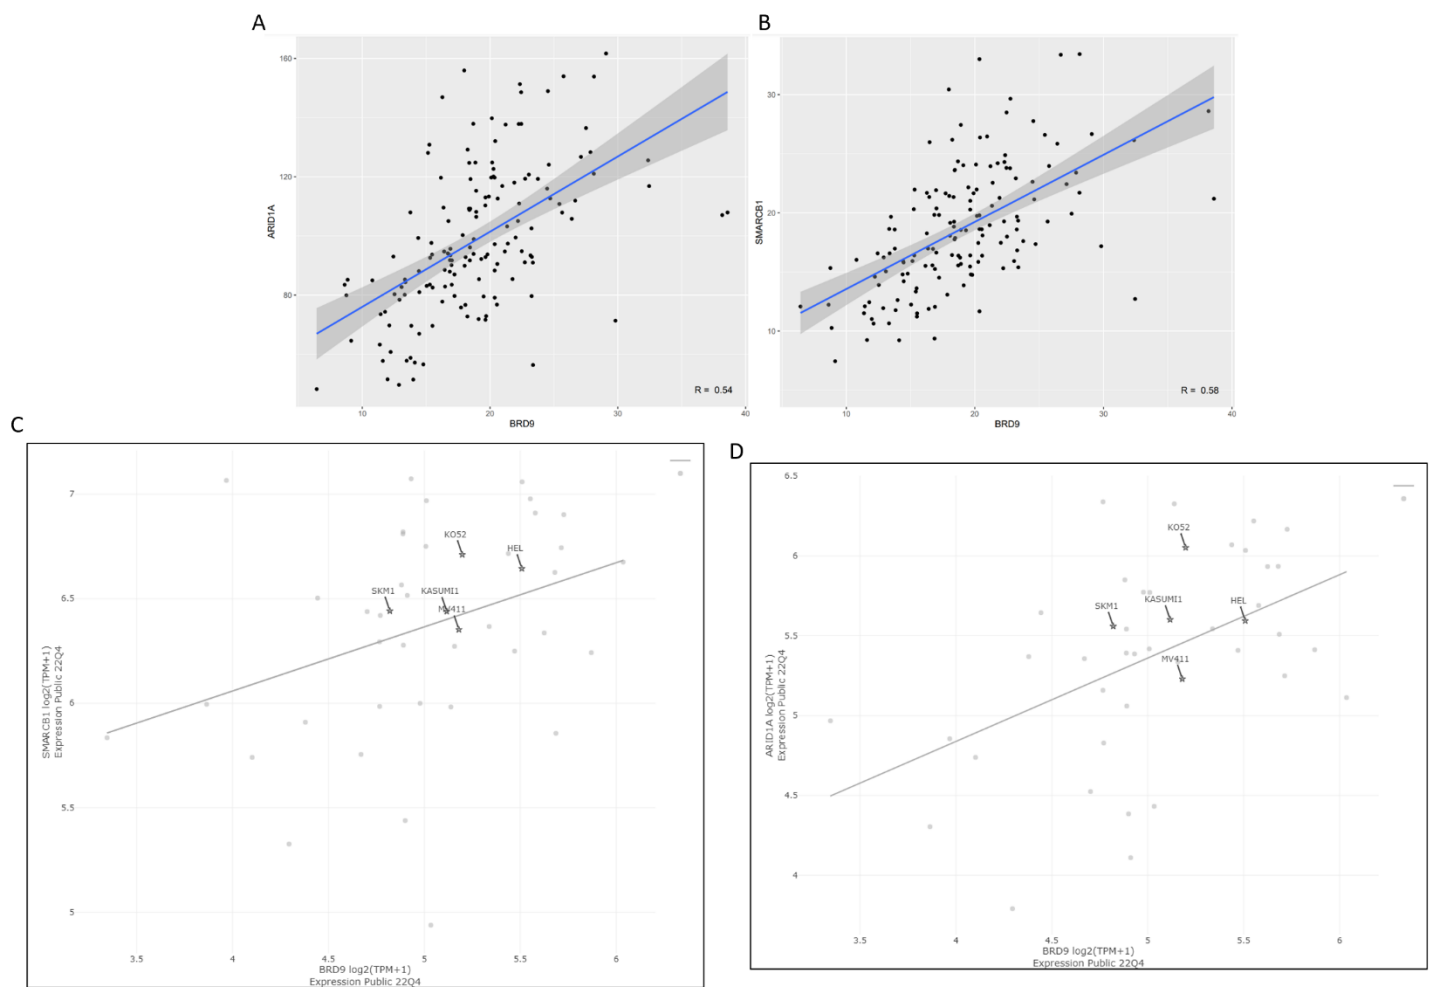 A
160
120
80
ARID1A
R = 0.54
10
20
30
40
BRD9
B
30
20
10
SMARCB1
R = 0.58
10
20
30
40
BRD9
C
7
6.5
6
5.5
5
SMARCB1 log2(TPM+1)
Expression Public 22Q4
KO52
HEL
SKM1
KASUMI1
MV411
3.5
4
4.5
5
5.5
6
BRD9 log2(TPM+1)
Expression Public 22Q4
D
6.5
6
5.5
5
4.5
4
ARID1A log2(TPM+1)
Expression Public 22Q4
KO52
SKM1
KASUMI1
HEL
MV411
3.5
4
4.5
5
5.5
6
BRD9 log2(TPM+1)
Expression Public 22Q4